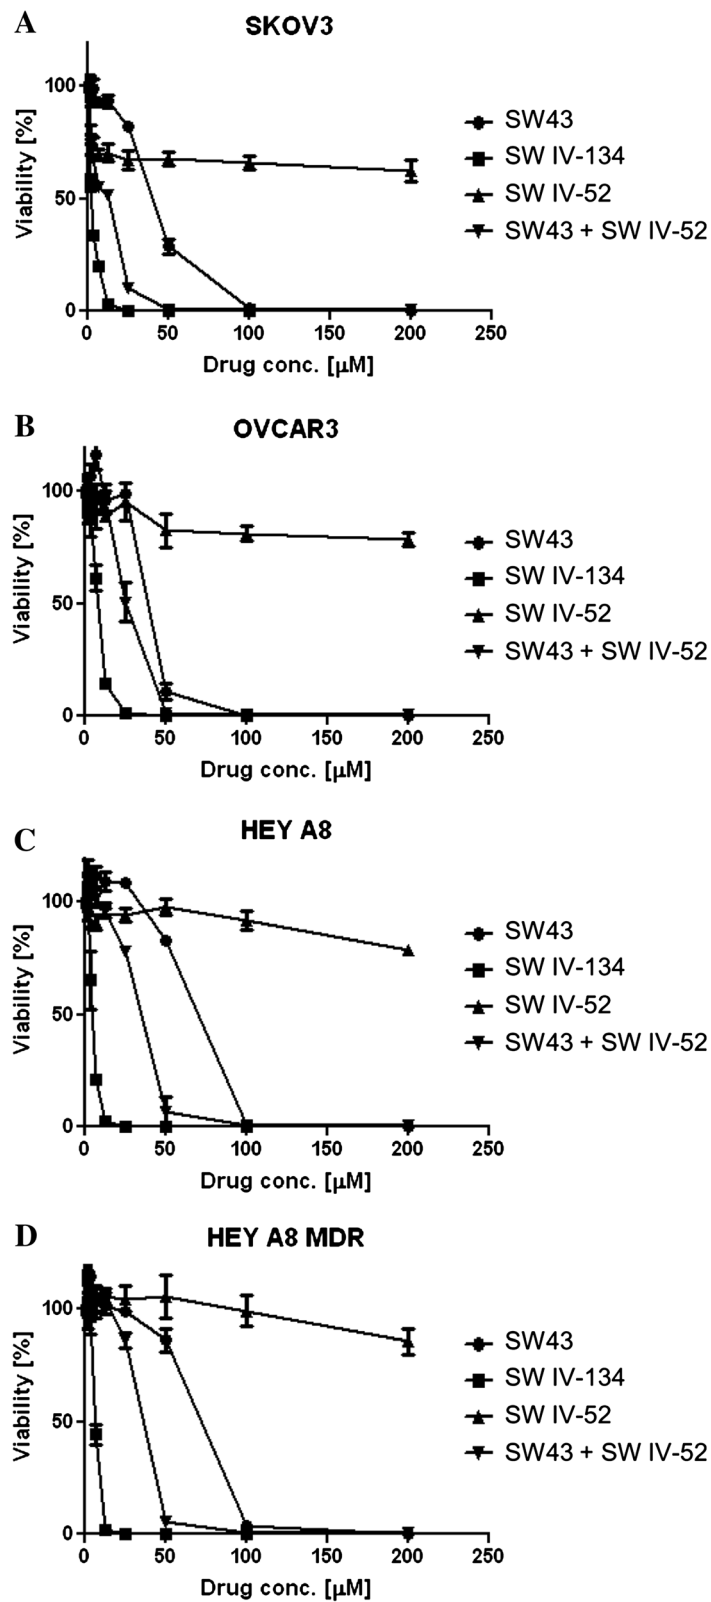 A
SKOV3
Viability [%]
100
50
0
0 50 100 150 200 250
Drug conc. [µM]
SW43
SW IV-134
SW IV-52
SW43 + SW IV-52
B
OVCAR3
Viability [%]
100
50
0
0 50 100 150 200 250
Drug conc. [µM]
SW43
SW IV-134
SW IV-52
SW43 + SW IV-52
C
HEY A8
Viability [%]
100
50
0
0 50 100 150 200 250
Drug conc. [µM]
SW43
SW IV-134
SW IV-52
SW43 + SW IV-52
D
HEY A8 MDR
Viability [%]
100
50
0
0 50 100 150 200 250
Drug conc. [µM]
SW43
SW IV-134
SW IV-52
SW43 + SW IV-52